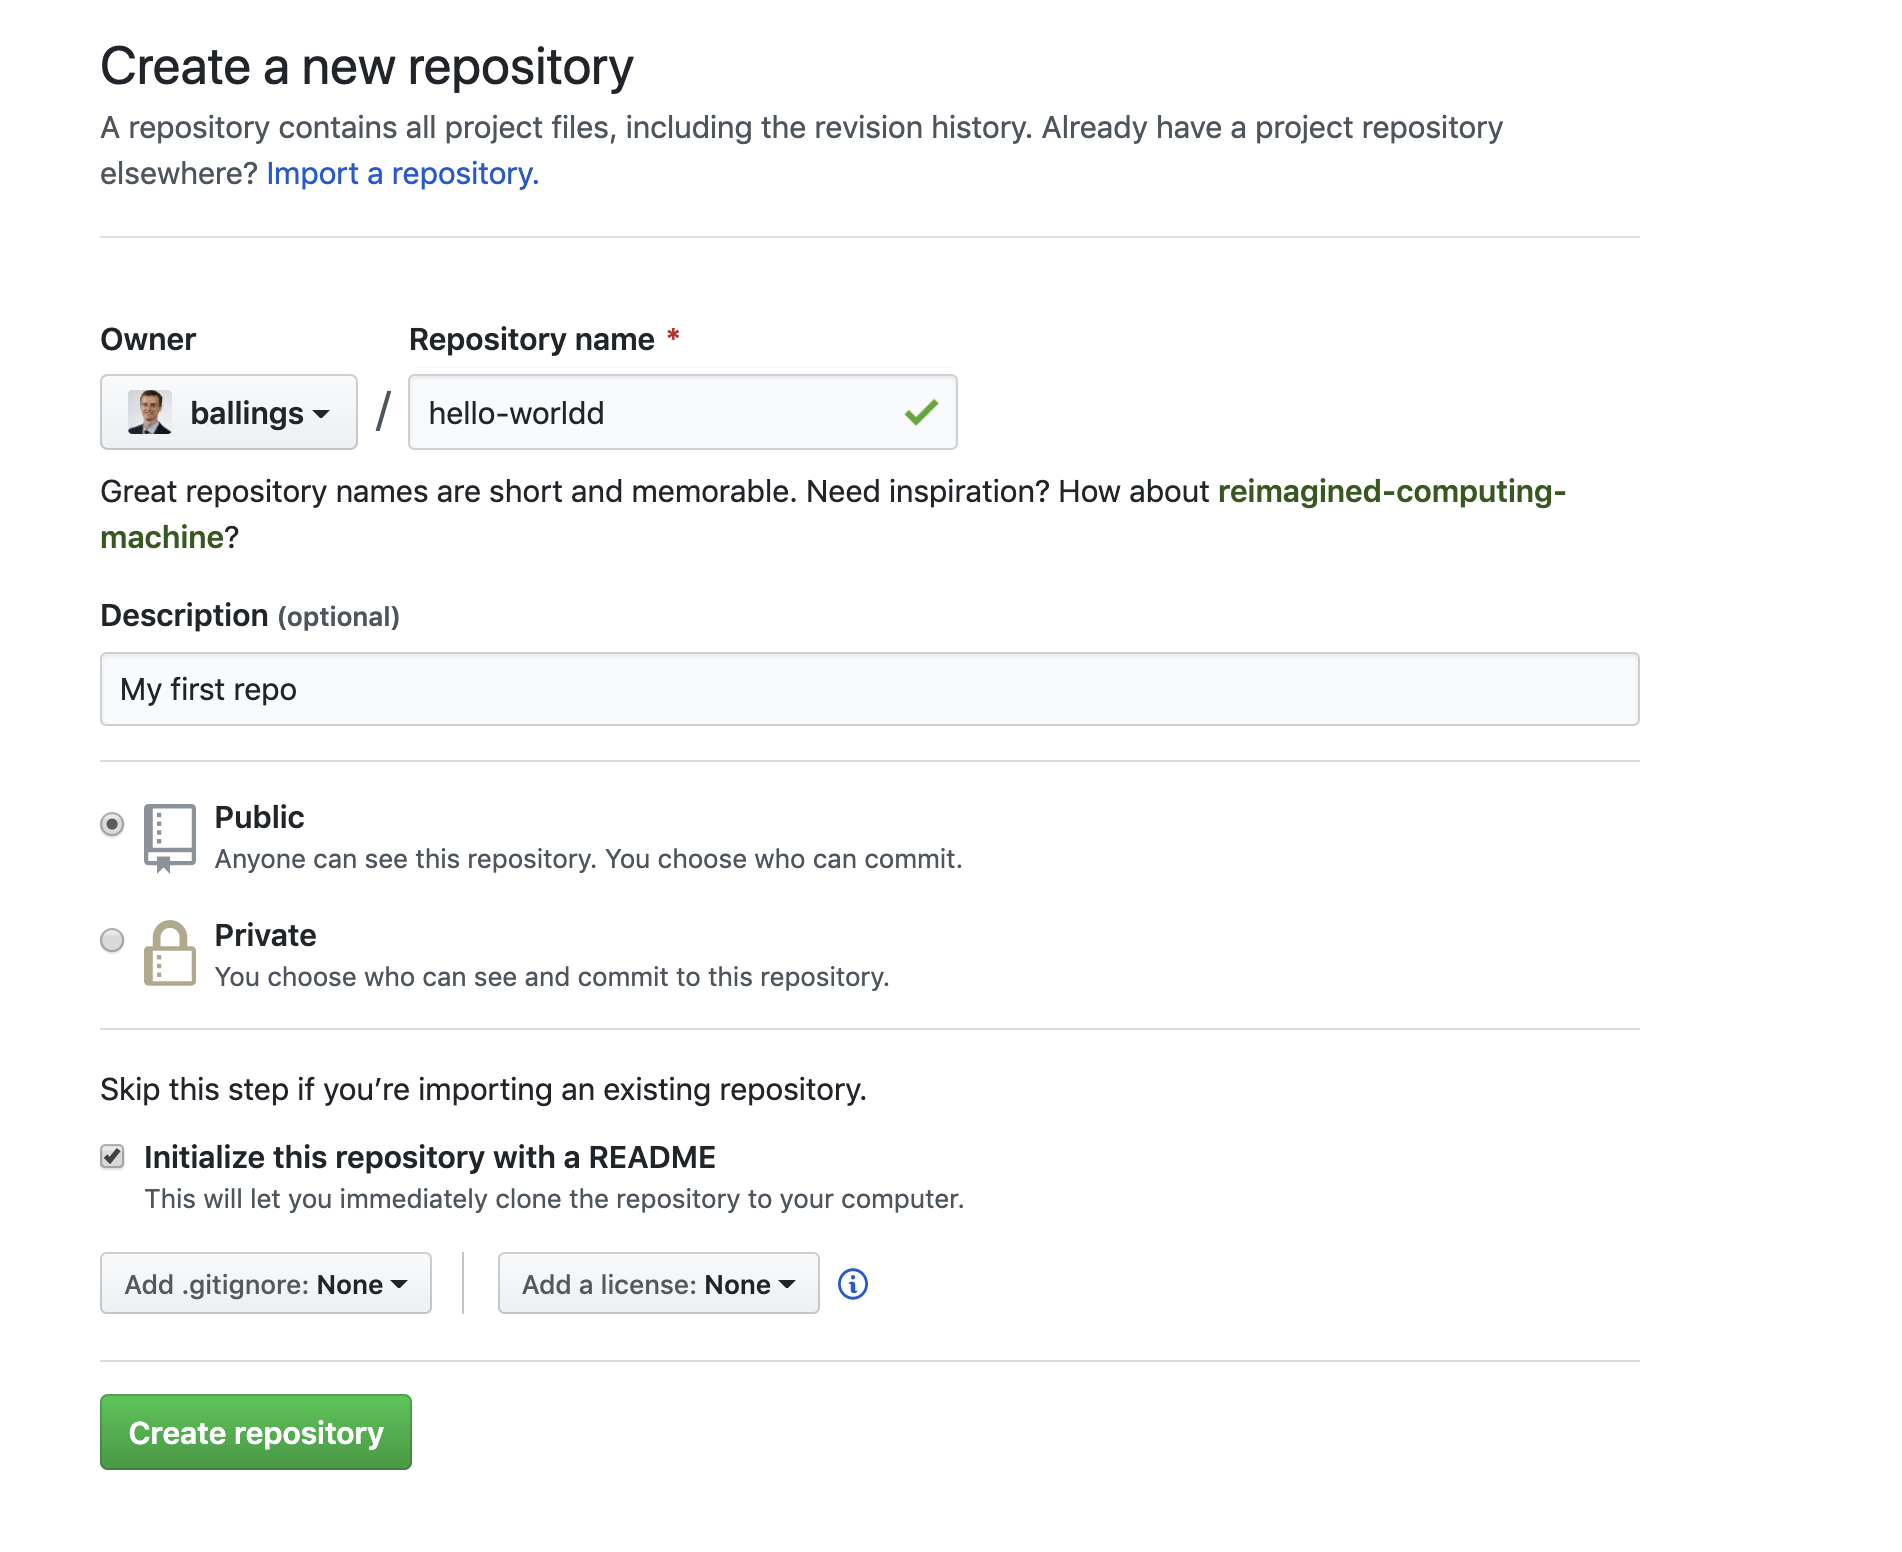 Create a new repository
A repository contains all project files, including the revision history. Already have a project repository
elsewhere? Import a repository.
Owner
Repository name *
ballings / hello-worldd
Great repository names are short and memorable. Need inspiration? How about reimagined-computing-
machine?
Description (optional)
My first repo
Public
Anyone can see this repository. You choose who can commit.
Private
You choose who can see and commit to this repository.
Skip this step if you’re importing an existing repository.
Initialize this repository with a README
This will let you immediately clone the repository to your computer.
Add .gitignore: None
Add a license: None
Create repository